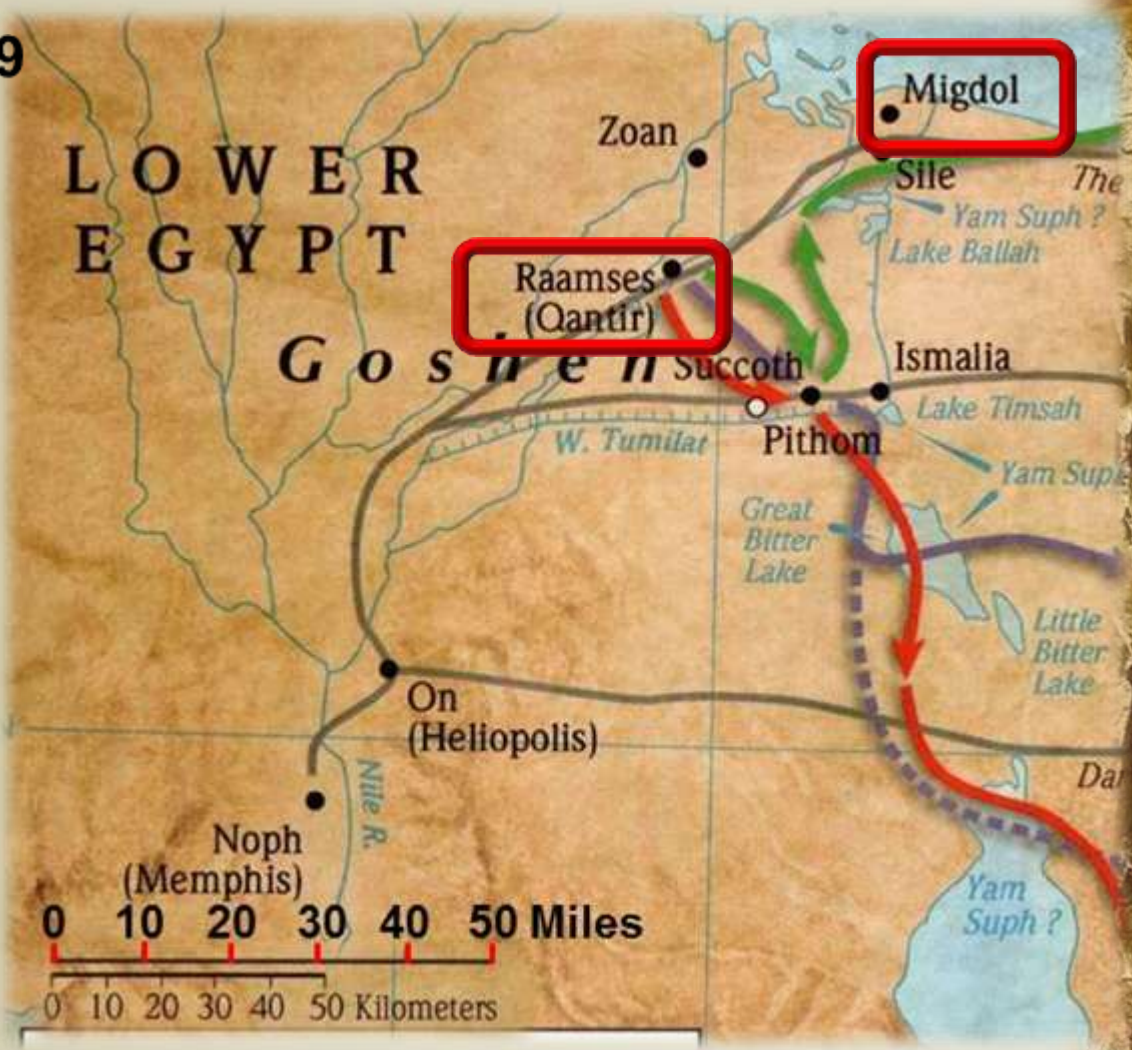 9
Migdol
Zoan
LOWER
EGYPT
Sile
The
Yam Suph ?
Lake Ballah
Raamses
(Qantir)
Goshen
Succoth
Ismalia
Lake Timsah
W. Tumilat
Pithom
Yam Sup
Great
Bitter
Lake
Little
Bitter
Lake
On
(Heliopolis)
Dar
Nile R.
Noph
(Memphis)
Yam
Suph ?
0 10 20 30 40 50 Miles
0 10 20 30 40 50 Kilometers